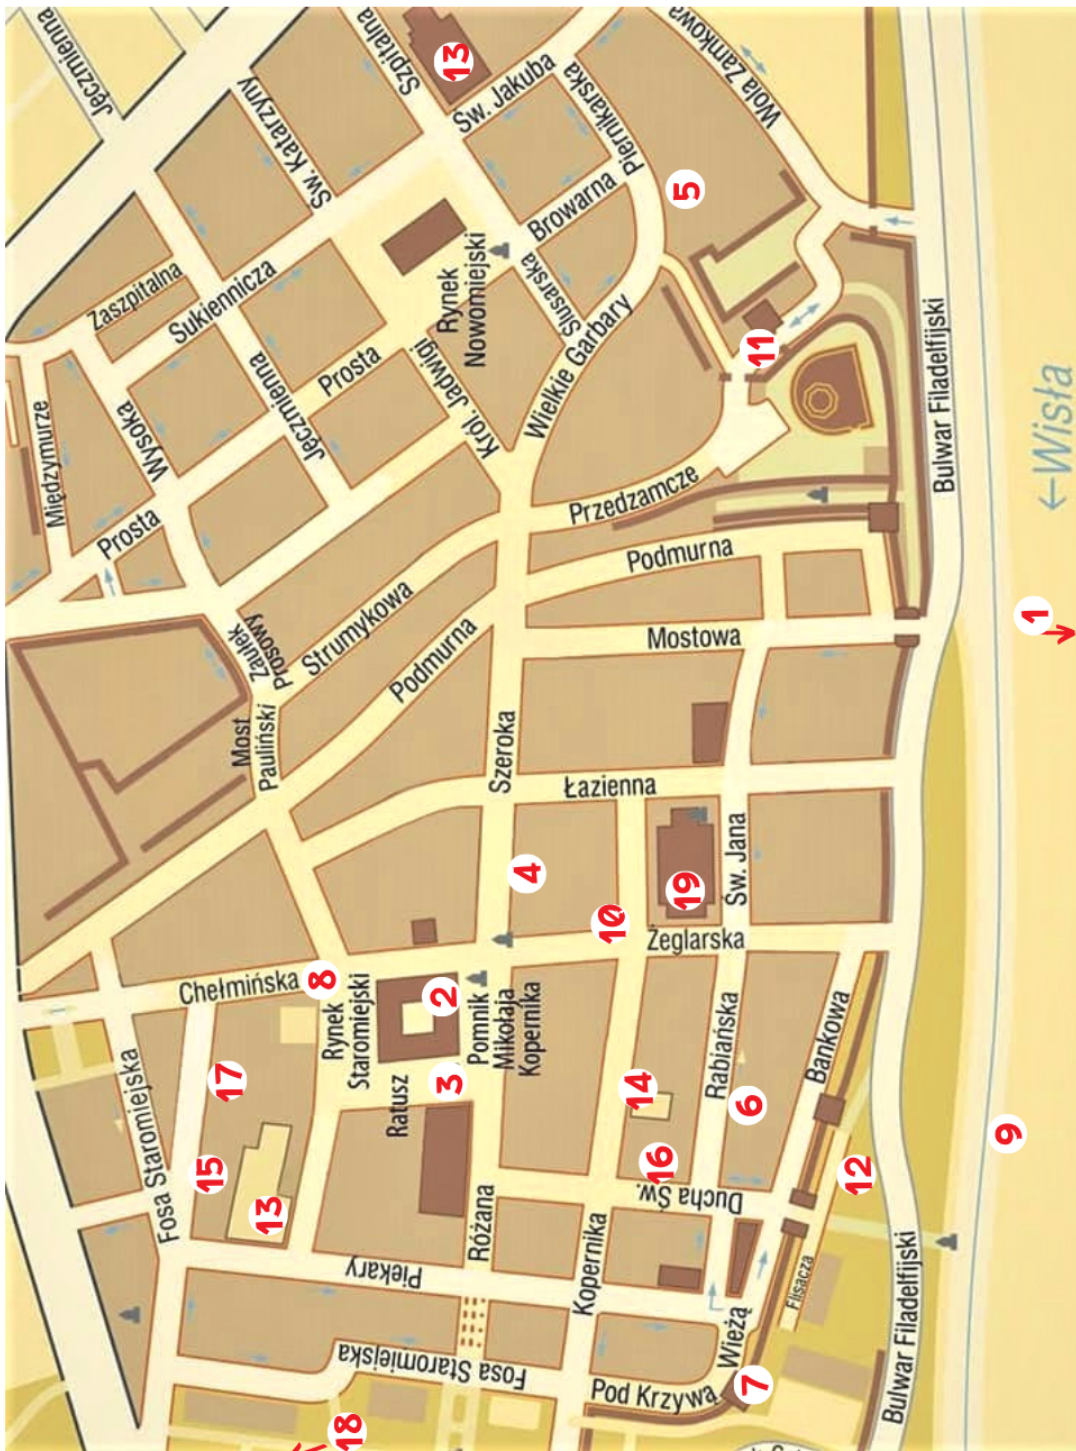 Jęczmienna
Szpitalna
13
Św. Katarzyny
Św. Jakuba
Piernikarska
Wola Zamkowa
Zaszpitalna
Sukiennicza
Browarna
5
Rynek
Nowomiejski
Ślusarska
Międzymurze
Wysoka
Prosta
Jęczmienna
Król. Jadwigi
Wielkie Garbary
11
Bulwar Filadelfijski
←Wisła
Prosta
Przedzamcze
Podmurna
Zaułek
Prosowy
Strumykowa
Podmurna
Mostowa
1
Most
Pauliński
Szeroka
Łazienna
4
19
Św. Jana
10
Żeglarska
Chełmińska
8
Rynek
Staromiejski
2
Pomnik
Mikołaja
Kopernika
Rabiańska
Bankowa
Fosa Staromiejska
17
Ratusz
3
14
6
9
15
13
16
12
Ducha Św.
Różana
Piekary
Kopernika
Flisacza
Bulwar Filadelfijski
Fosa Staromiejska
Pod Krzywą
Wieżą
7
18